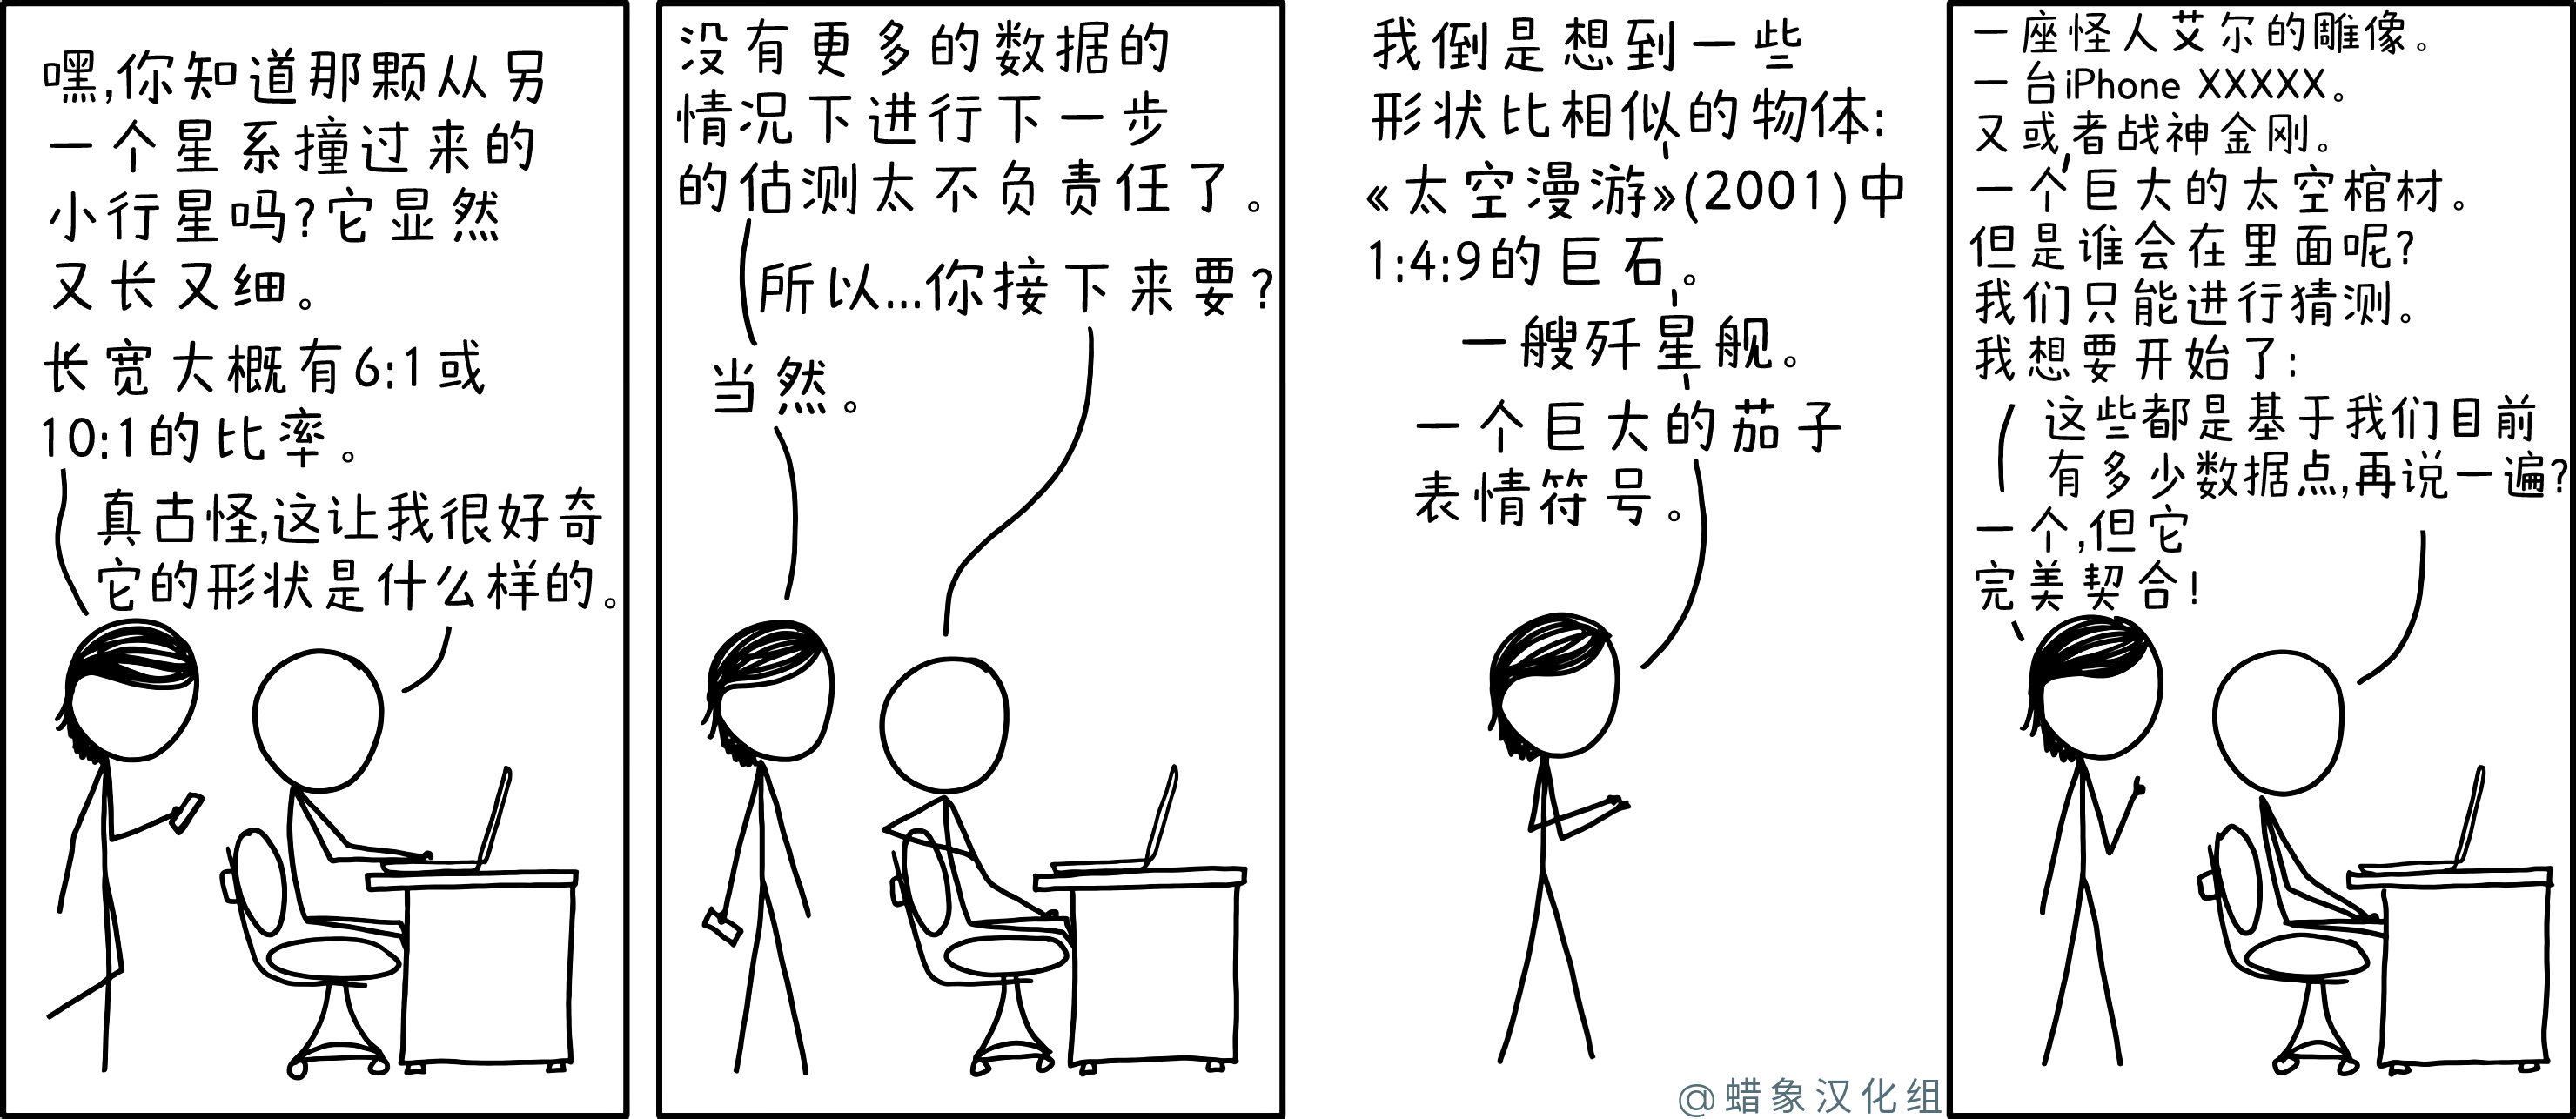 嘿,你知道那颗从另
一个星系撞过来的
小行星吗?它显然
又长又细。
长宽大概有6:1或
10:1的比率。
真古怪,这让我很好奇
它的形状是什么样的。
没有更多的数据的
情况下进行下一步
的估测太不负责任了。
所以...你接下来要?
当然。
我倒是想到一些
形状比相似的物体:
《太空漫游》(2001)中
1:4:9的巨石。
一艘歼星舰。
一个巨大的茄子
表情符号。
一座怪人艾尔的雕像。
一台iPhone XXXXX。
又或者战神金刚。
一个巨大的太空棺材。
但是谁会在里面呢?
我们只能进行猜测。
我想要开始了:
这些都是基于我们目前
有多少数据点,再说一遍?
一个,但它
完美契合!
@蜡象汉化组